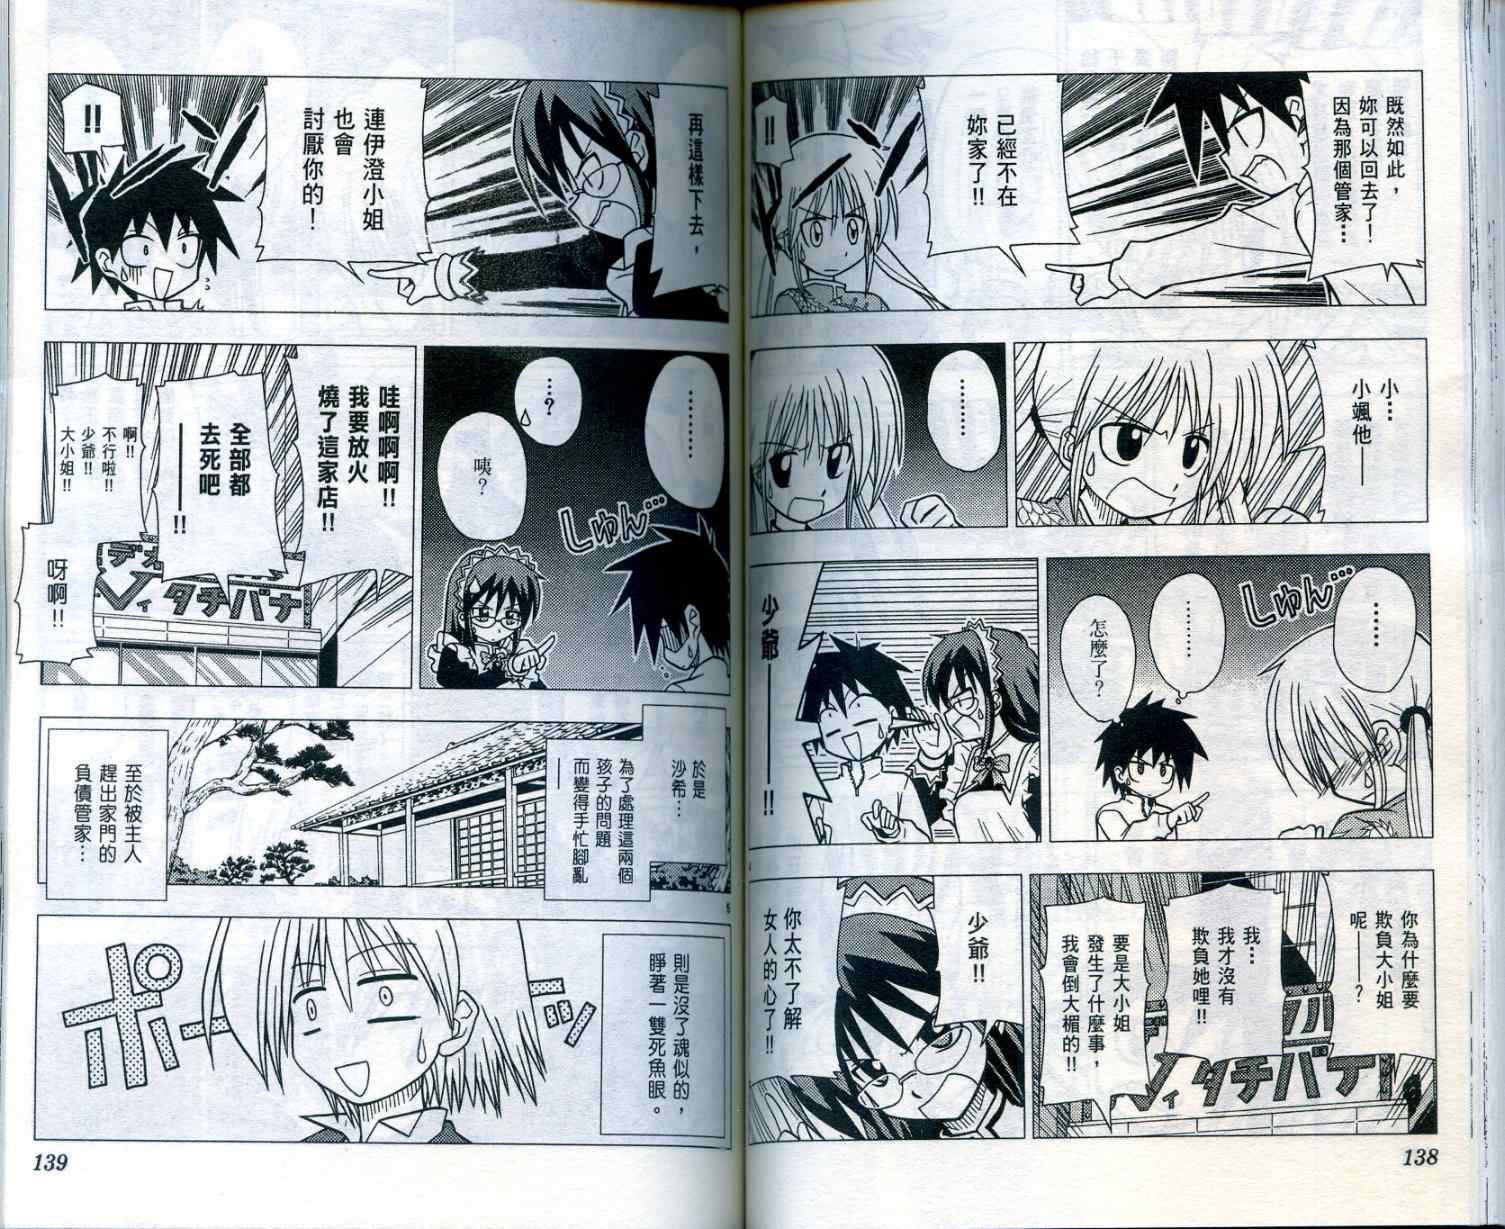 既然如此，
妳可以回去了！
因為那個管家…
已經不在
妳家了!!
!!
小…
小颯他——
………
……
しゅん…
………
怎麼了？
少爺——!!
你為什麼要
欺負大小姐
呢——？
我…
我才沒有
欺負她哩!!
要是大小姐
發生了什麼事，
我會倒大楣的!!
タチバナ
少爺!!
你太不了解
女人的心了!!
138
再這樣下去，
連伊澄小姐
也會
討厭你的！
!!
………
しゅん…
…?
咦？
哇啊啊啊!!
我要放火
燒了這家店!!
全部都
去死吧
——!!
啊!!
不行啦!!
少爺!!
大小姐!!
呀啊!!
タチバナ
於是
沙希…
為了處理這兩個
孩子的問題
而變得手忙腳亂
——
至於被主人
趕出家門的
負債管家…
則是沒了魂似的，
睜著一雙死魚眼。
ポーッ
139